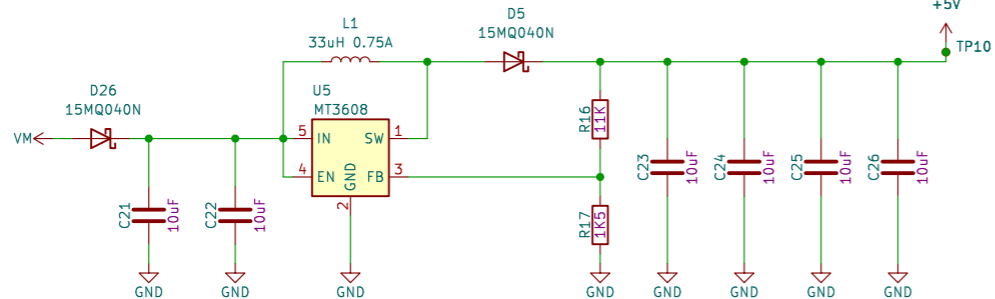 +5V
TP10
D5
15MQ040N
L1
33uH 0.75A
D26
15MQ040N
U5
MT3608
VM
5 IN
SW 1
4 EN
GND
FB 3
2
R16 11K
R17 1K5
C21 10uF
C22 10uF
C23 10uF
C24 10uF
C25 10uF
C26 10uF
GND
GND
GND
GND
GND
GND
GND
GND